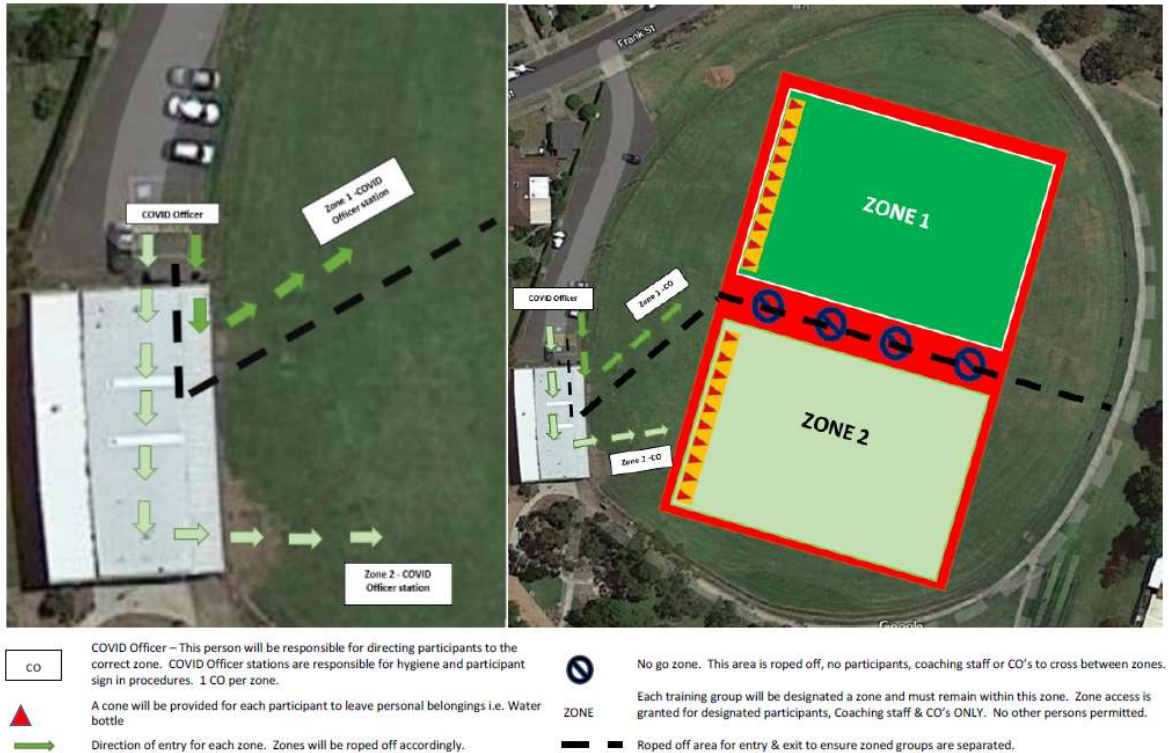 COVID Officer
Zone 1 -COVID
Officer station
Zone 2 - COVID
Officer station
Frank St
COVID Officer
Zone 1 -CO
Zone 2 -CO
ZONE 1
ZONE 2
Google
CO
COVID Officer – This person will be responsible for directing participants to the
correct zone. COVID Officer stations are responsible for hygiene and participant
sign in procedures. 1 CO per zone.
A cone will be provided for each participant to leave personal belongings i.e. Water
bottle
Direction of entry for each zone. Zones will be roped off accordingly.
No go zone. This area is roped off, no participants, coaching staff or CO's to cross between zones.
ZONE
Each training group will be designated a zone and must remain within this zone. Zone access is
granted for designated participants, Coaching staff & CO's ONLY. No other persons permitted.
Roped off area for entry & exit to ensure zoned groups are separated.